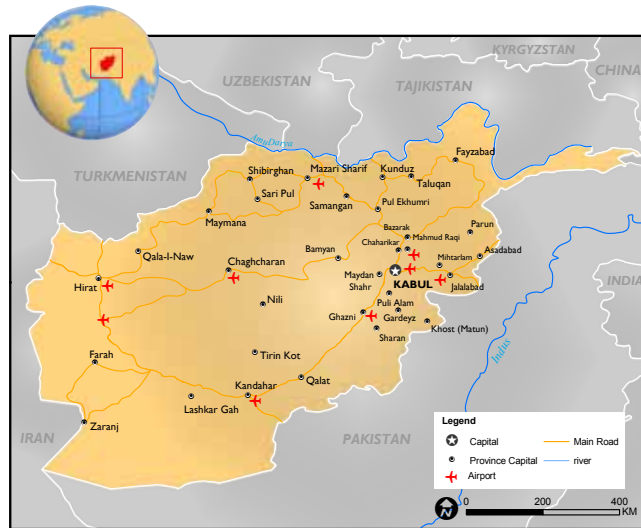 KYRGYZSTAN
CHINA
UZBEKISTAN
TAJIKISTAN
AmuDarya
TURKMENISTAN
Fayzabad
Shibirghan
Mazari Sharif
Kunduz
Taluqan
Sari Pul
Samangan
Pul Ekhumri
Maymana
Bazarak
Parun
Mahmud Raqi
Chaharikar
Qala-I-Naw
Bamyan
Mihtarlam
Asadabad
Chaghcharan
Maydan
Shahr
KABUL
Jalalabad
INDIA
Hirat
Nili
Puli Alam
Ghazni
Gardeyz
Khost (Matun)
Sharan
Indus
Farah
Tirin Kot
Qalat
Kandahar
Lashkar Gah
Zaranj
IRAN
PAKISTAN
Legend
Capital
Main Road
Province Capital
river
Airport
N
0 200 400
KM